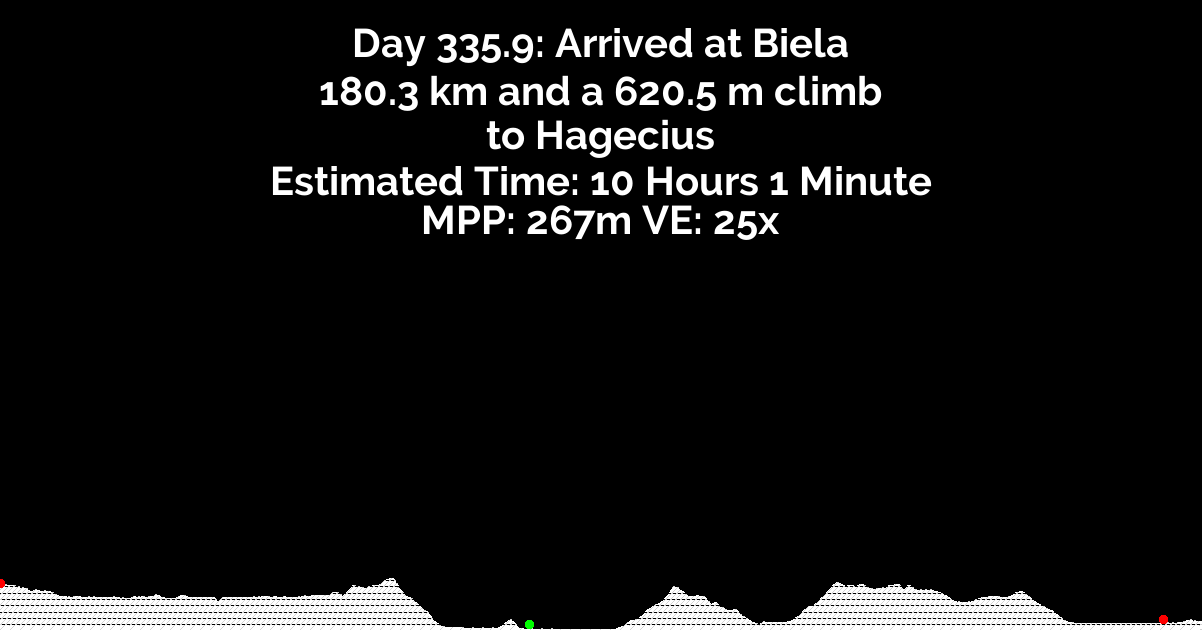 Day 335.9: Arrived at Biela
180.3 km and a 620.5 m climb
to Hagecius
Estimated Time: 10 Hours 1 Minute
MPP: 267m VE: 25x